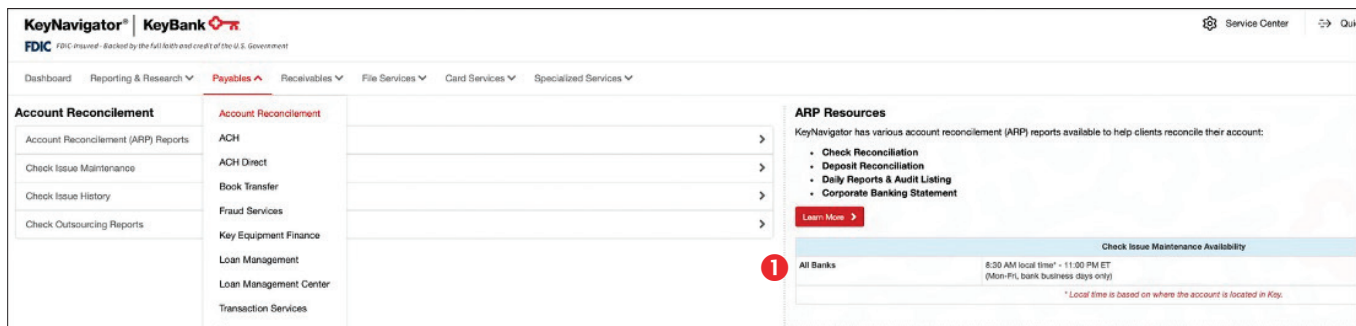 KeyNavigator® KeyBank
FDIC FDIC-Insured - Backed by the full faith and credit of the U.S. Government
Service Center
Dashboard Reporting & Research Payables Receivables File Services Card Services Specialized Services
Account Reconcilement
Account Reconcilement (ARP) Reports
Check Issue Maintenance
Check Issue History
Check Outsourcing Reports
Account Reconcilement
ACH
ACH Direct
Book Transfer
Fraud Services
Key Equipment Finance
Loan Management
Loan Management Center
Transaction Services
ARP Resources
KeyNavigator has various account reconcilement (ARP) reports available to help clients reconcile their account:
• Check Reconciliation
• Deposit Reconciliation
• Daily Reports & Audit Listing
• Corporate Banking Statement
Learn More
Check Issue Maintenance Availability
1
All Banks 8:30 AM local time* - 11:00 PM ET
(Mon-Fri, bank business days only)
* Local time is based on where the account is located in Key.